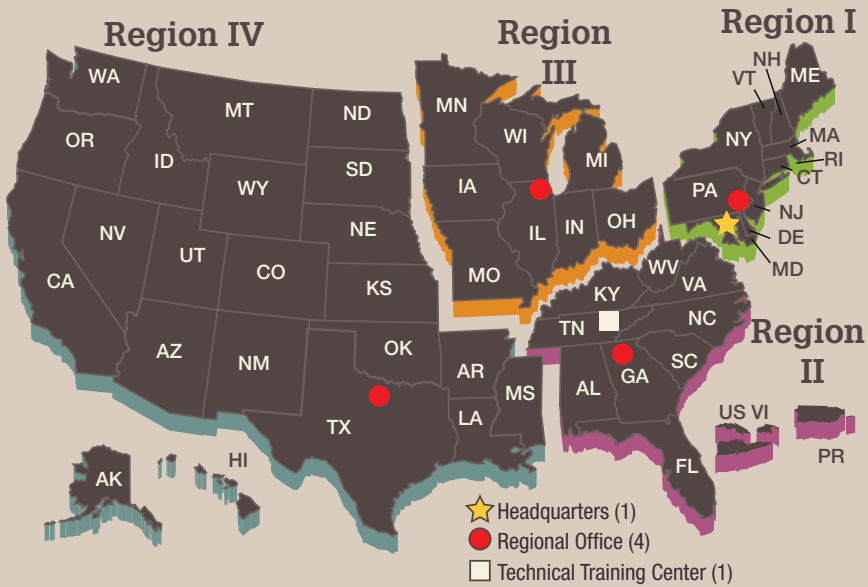 Region IV
Region
III
Region I
WA
OR
ID
MT
ND
SD
WY
NE
NV
UT
CO
KS
CA
AZ
NM
OK
TX
AR
LA
MS
AK
HI
MN
WI
MI
IA
IL
IN
OH
MO
NH
VT
ME
NY
MA
RI
CT
PA
NJ
DE
MD
WV
VA
KY
NC
TN
SC
AL
GA
FL
Region
II
US VI
PR
Headquarters (1)
Regional Office (4)
Technical Training Center (1)